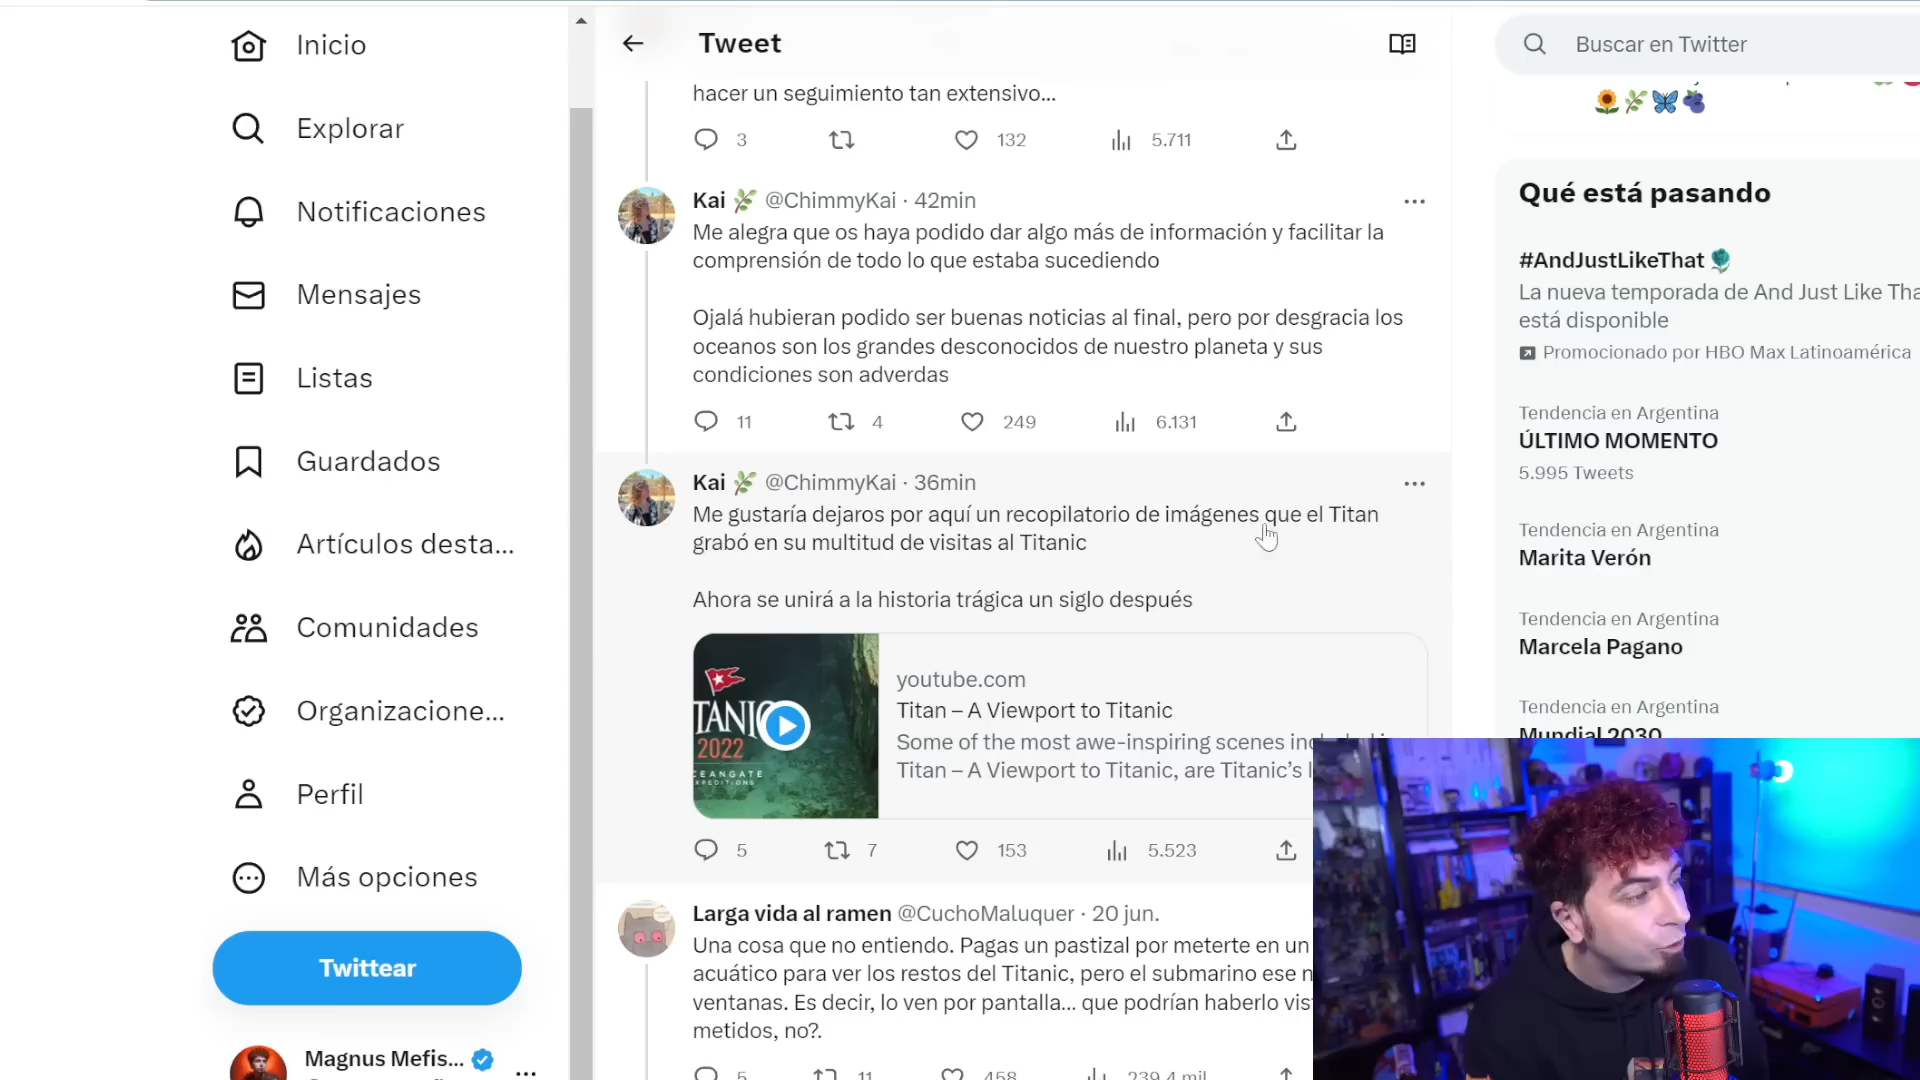 Inicio
Explorar
Notificaciones
Mensajes
Listas
Guardados
Artículos desta...
Comunidades
Organizacione...
Perfil
Más opciones
Twittear
Magnus Mefis...
Tweet
hacer un seguimiento tan extensivo...
3 132 5.711
Kai @ChimmyKai · 42min
Me alegra que os haya podido dar algo más de información y facilitar la
comprensión de todo lo que estaba sucediendo
Ojalá hubieran podido ser buenas noticias al final, pero por desgracia los
oceanos son los grandes desconocidos de nuestro planeta y sus
condiciones son adverdas
11 4 249 6.131
Kai @ChimmyKai · 36min
Me gustaría dejaros por aquí un recopilatorio de imágenes que el Titan
grabó en su multitud de visitas al Titanic
Ahora se unirá a la historia trágica un siglo después
TANIC
2022
CEANGATE
youtube.com
Titan – A Viewport to Titanic
Some of the most awe-inspiring scenes
Titan – A Viewport to Titanic, are Titanic's
5 7 153 5.523
Larga vida al ramen @CuchoMaluquer · 20 jun.
Una cosa que no entiendo. Pagas un pastizal por meterte en un
acuático para ver los restos del Titanic, pero el submarino ese
ventanas. Es decir, lo ven por pantalla... que podrían haberlo
metidos, no?.
5 11 458 239,4 mil
Buscar en Twitter
Qué está pasando
#AndJustLikeThat
La nueva temporada de And Just Like
está disponible
Promocionado por HBO Max Latinoamérica
Tendencia en Argentina
ÚLTIMO MOMENTO
5.995 Tweets
Tendencia en Argentina
Marita Verón
Tendencia en Argentina
Marcela Pagano
Tendencia en Argentina
Mundial 2030